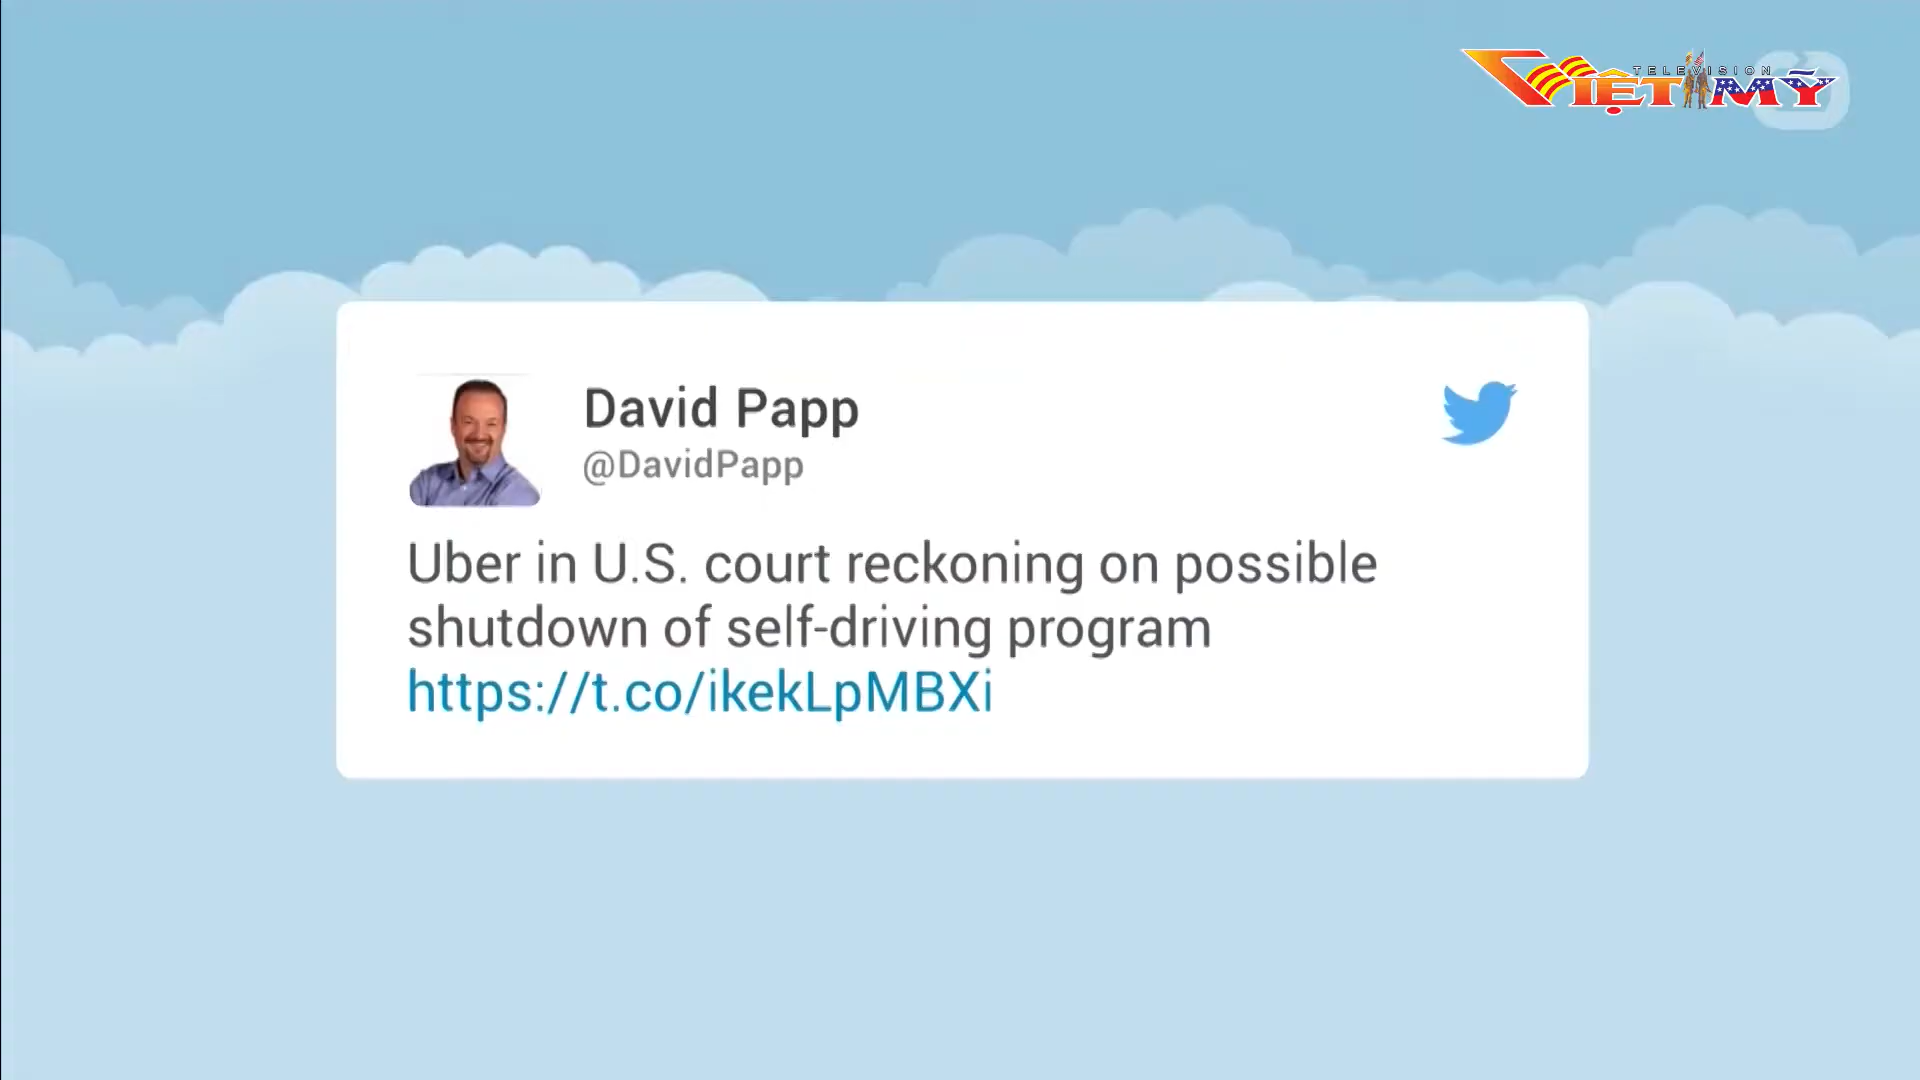 TELEVISION
VIỆT MỸ
David Papp
@DavidPapp
Uber in U.S. court reckoning on possible
shutdown of self-driving program
https://t.co/ikekLpMBXi